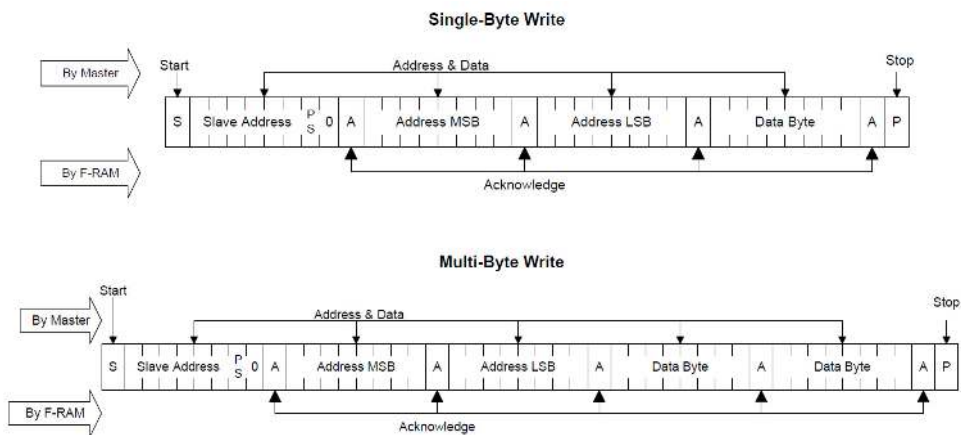 Single-Byte Write
By Master
Start
Address & Data
Stop
S Slave Address PS 0 A Address MSB A Address LSB A Data Byte A P
By F-RAM
Acknowledge
Multi-Byte Write
By Master
Start
Address & Data
Stop
S Slave Address PS 0 A Address MSB A Address LSB A Data Byte A Data Byte A P
By F-RAM
Acknowledge